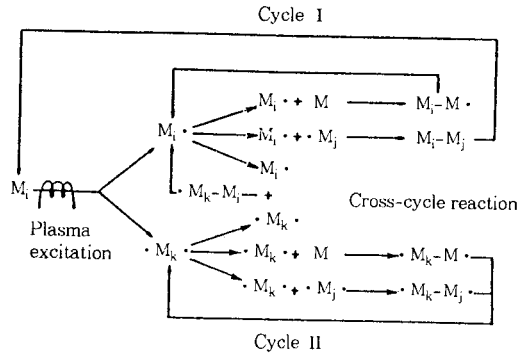 Cycle I
Mᵢ · + M → Mᵢ– M ·
Mᵢ ·
Mᵢ · + · Mⱼ → Mᵢ– Mⱼ
Mᵢ ·
Mᵢ
· Mₖ– Mᵢ — +
Cross-cycle reaction
Plasma
excitation
· Mₖ ·
· Mₖ ·
· Mₖ · + M → · Mₖ– M ·
· Mₖ · + · Mⱼ → · Mₖ– Mⱼ
Cycle II